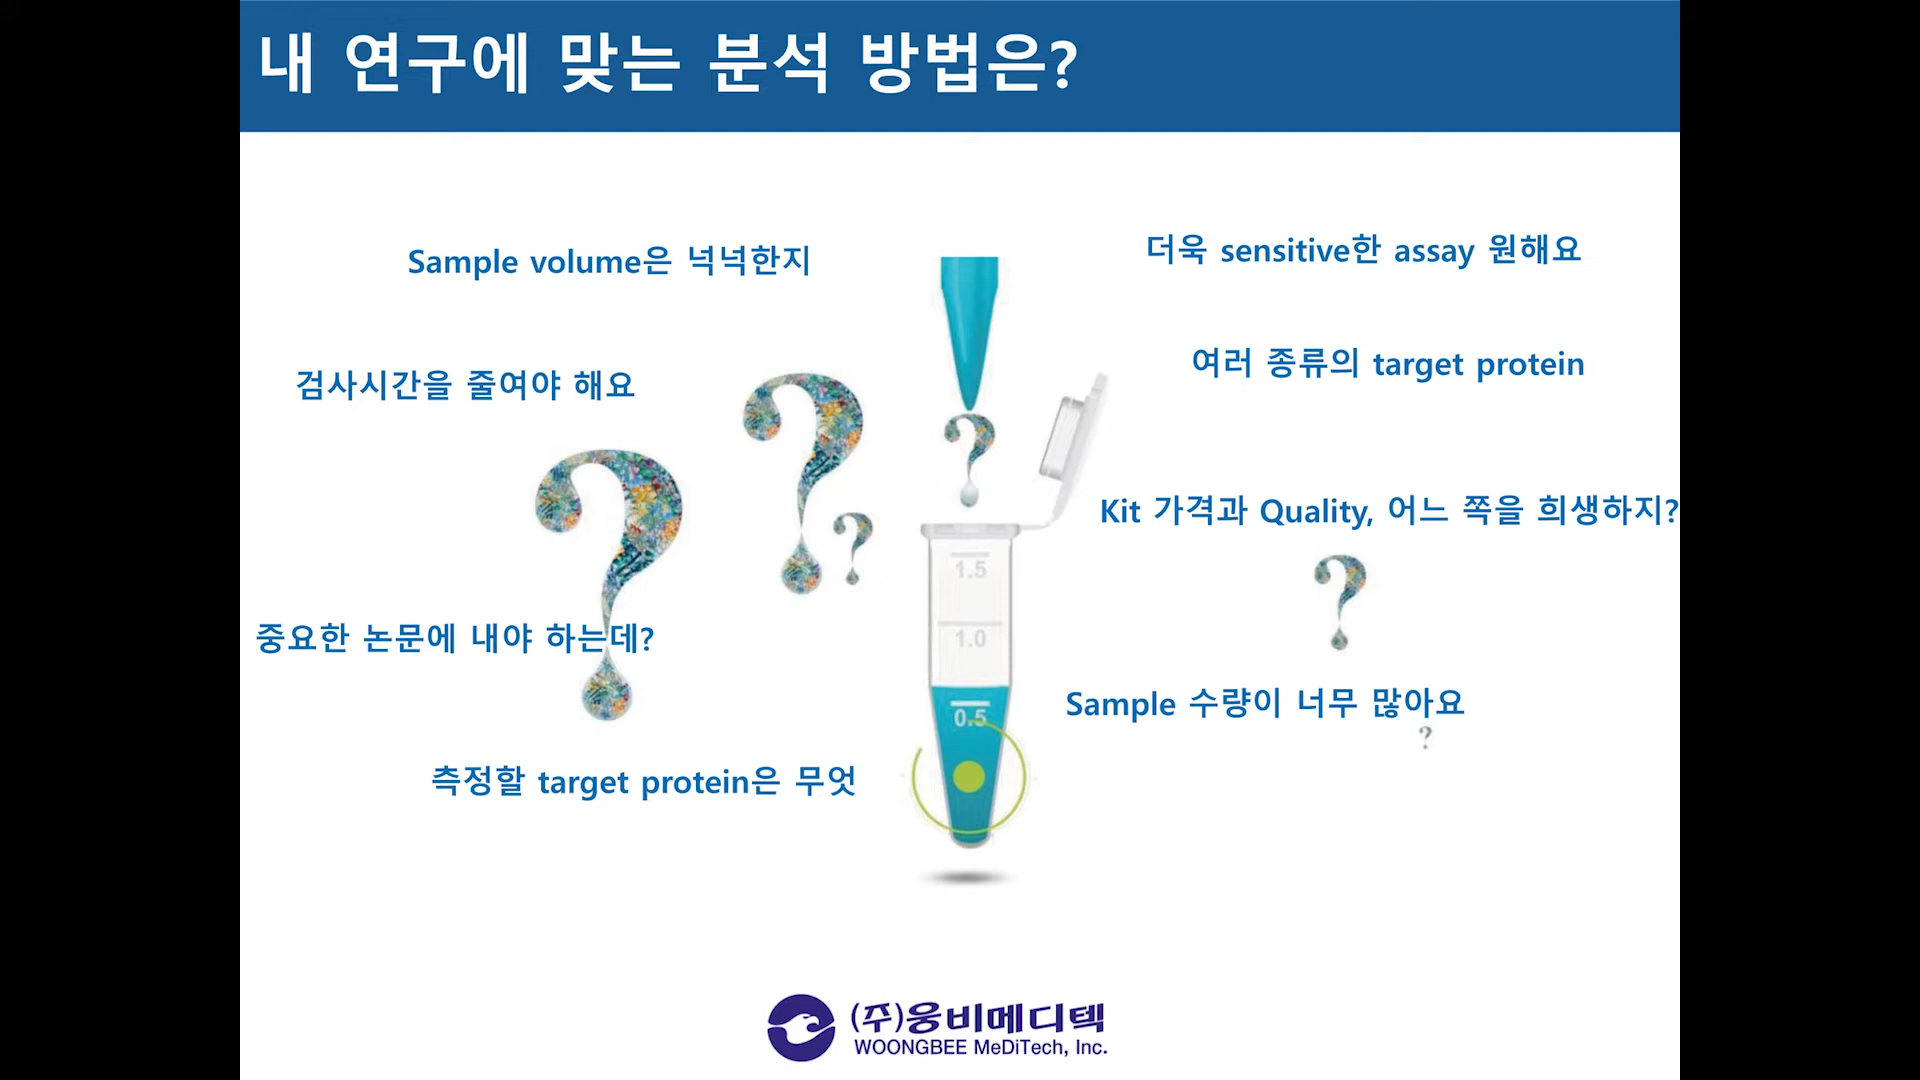 내 연구에 맞는 분석 방법은?
Sample volume은 넉넉한지
더욱 sensitive한 assay 원해요
여러 종류의 target protein
검사시간을 줄여야 해요
Kit 가격과 Quality, 어느 쪽을 희생하지?
1.5
1.0
중요한 논문에 내야 하는데?
Sample 수량이 너무 많아요
0.5
측정할 target protein은 무엇
(주)웅비메디텍
WOONGBEE MeDiTech, Inc.